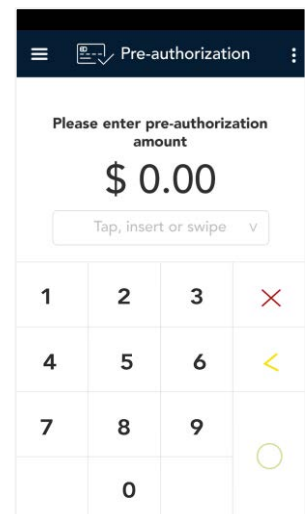 Pre-authorization
Please enter pre-authorization
amount
$ 0.00
Tap, insert or swipe
1 2 3
4 5 6
7 8 9
0